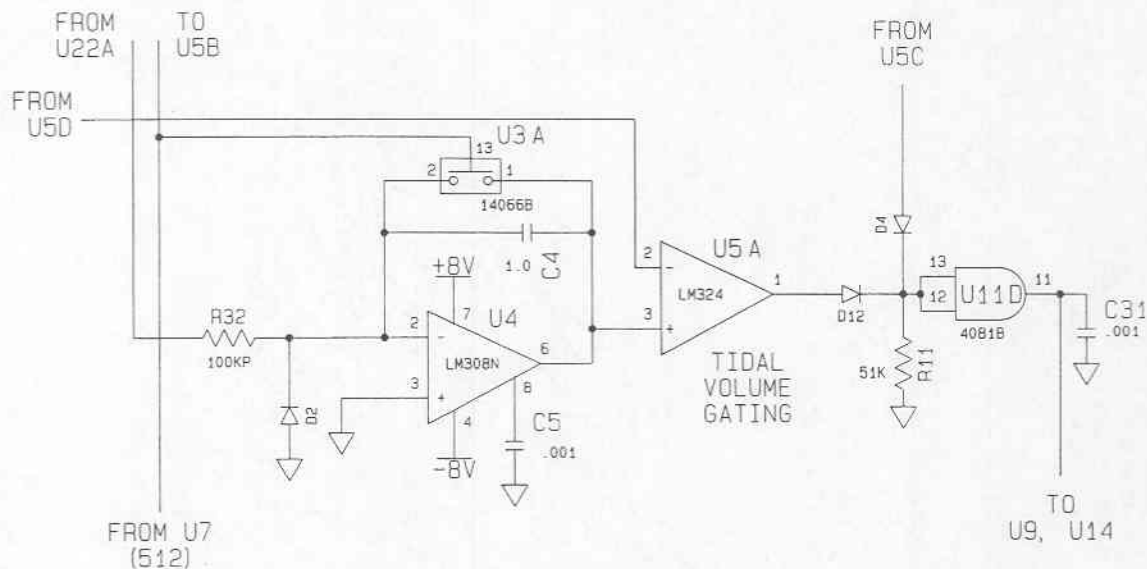 FROM
U22A
TO
U5B
FROM
U5C
FROM
U5D
U3A
13
2
1
14066B
C4
1.0
+8V
U4
7
2
-
LM308N
6
3
+
8
4
-8V
C5
.001
R32
100KP
D2
2
-
U5A
LM324
1
3
+
TIDAL
VOLUME
GATING
D4
D12
13
12
U11D
11
4081B
R11
51K
C31
.001
FROM U7
(512)
TO
U9, U14